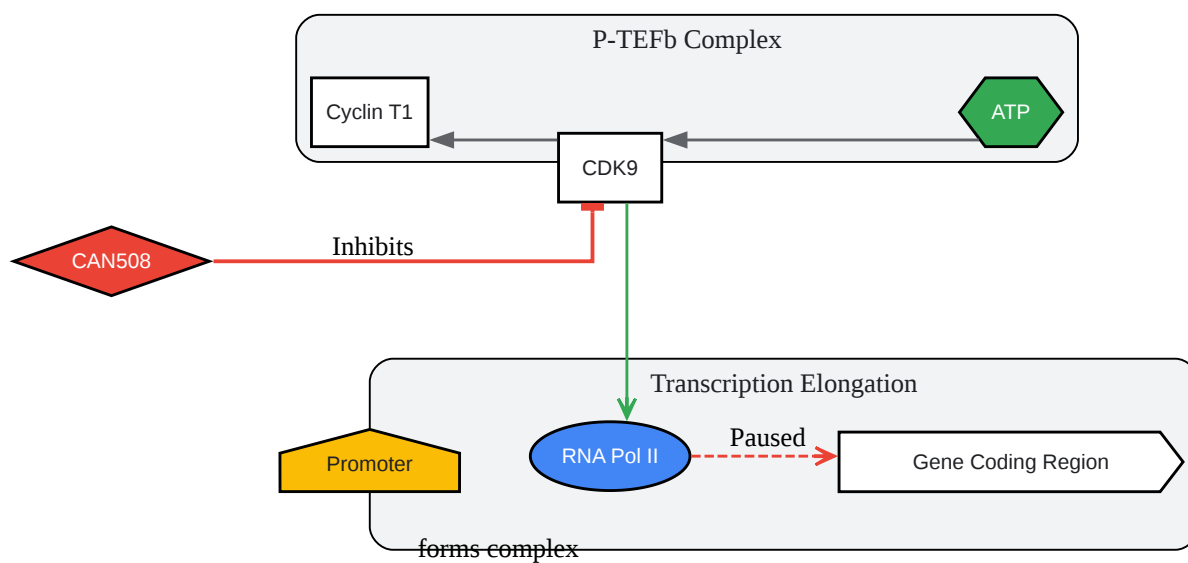 P-TEFb Complex
Cyclin T1
ATP
CDK9
Inhibits
CAN508
Transcription Elongation
Paused
Promoter
RNA Pol II
Gene Coding Region
forms complex